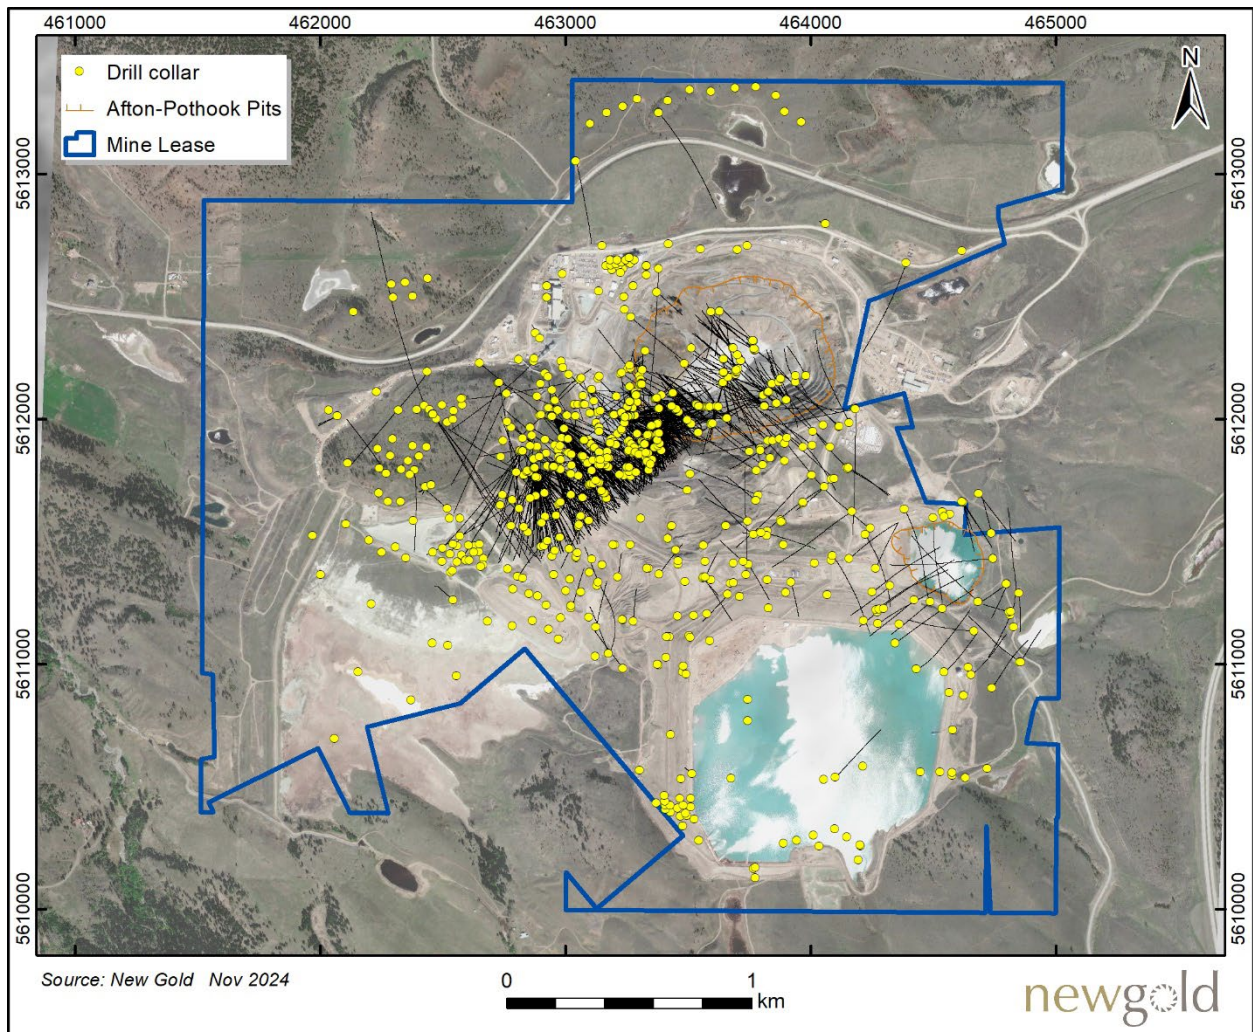 461000 462000 463000 464000 465000
N
Drill collar
Afton-Pothook Pits
Mine Lease
5613000 5613000
5612000 5612000
5611000 5611000
5610000 5610000
Source: New Gold Nov 2024
0 1
km
newgold